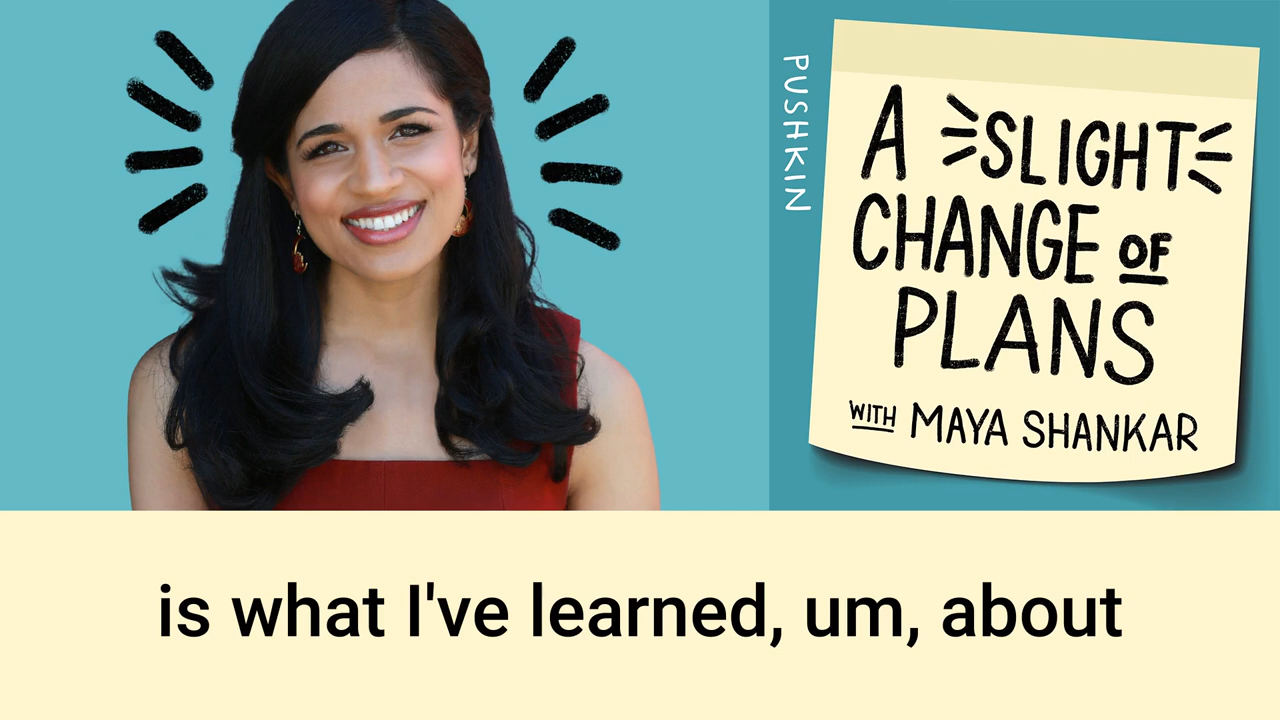 PUSHKIN
A SLIGHT
CHANGE OF
PLANS
WITH MAYA SHANKAR
is what I've learned, um, about